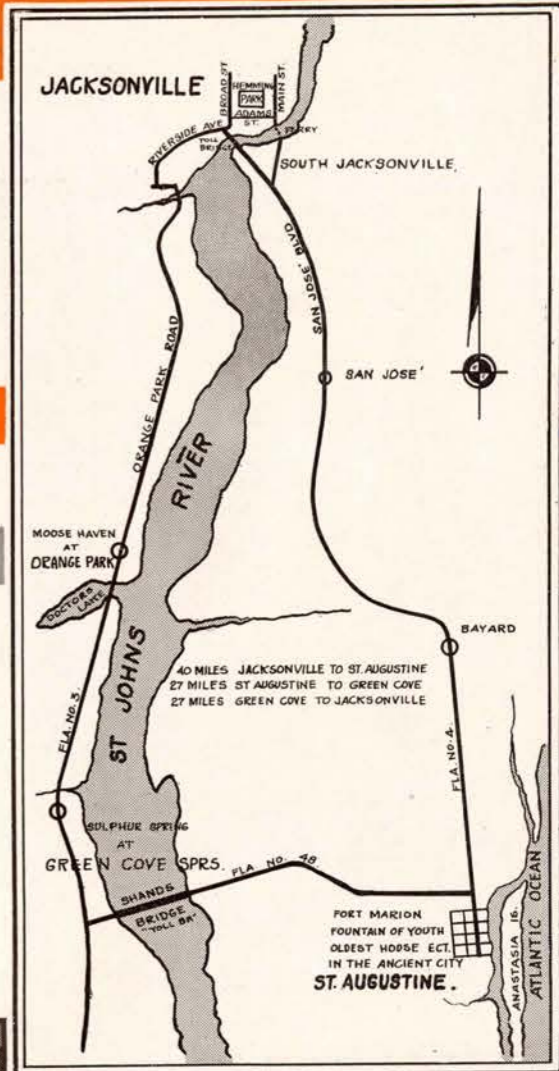 JACKSONVILLE
BROAD ST
HEMMING
PARK
MAIN ST.
ADAMS
ST.
RIVERSIDE AVE
TOLL
BRIDGE
FERRY
SOUTH JACKSONVILLE.
SAN JOSE' BLVD
ORANGE PARK ROAD
SAN JOSE'
RIVER
MOOSE HAVEN
AT
ORANGE PARK
DOCTORS
LAKE
ST JOHNS
BAYARD
40 MILES JACKSONVILLE TO ST. AUGUSTINE
27 MILES ST AUGUSTINE TO GREEN COVE
27 MILES GREEN COVE TO JACKSONVILLE
FLA. NO. 3.
FLA. NO. 4.
SULPHUR SPRING
AT
GREEN COVE SPRS.
FLA NO. 48
SHANDS
BRIDGE
"TOLL BR"
FORT MARION
FOUNTAIN OF YOUTH
OLDEST HOUSE ECT.
IN THE ANCIENT CITY
ST. AUGUSTINE.
ANASTASIA IS.
ATLANTIC OCEAN